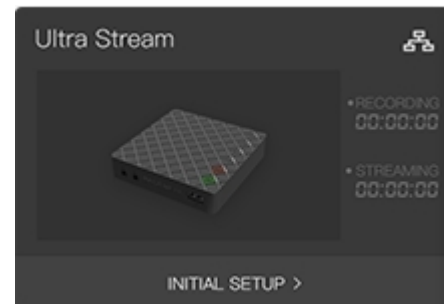 Ultra Stream
•RECORDING
00:00:00
•STREAMING
00:00:00
INITIAL SETUP >